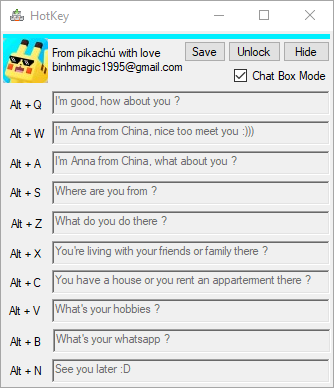 HotKey
From pikachú with love
binhmagic1995@gmail.com
Save
Unlock
Hide
Chat Box Mode
Alt + Q I'm good, how about you ?
Alt + W I'm Anna from China, nice too meet you :)))
Alt + A I'm Anna from China, what about you ?
Alt + S Where are you from ?
Alt + Z What do you do there ?
Alt + X You're living with your friends or family there ?
Alt + C You have a house or you rent an apparterment there ?
Alt + V What's your hobbies ?
Alt + B What's your whatsapp ?
Alt + N See you later :D